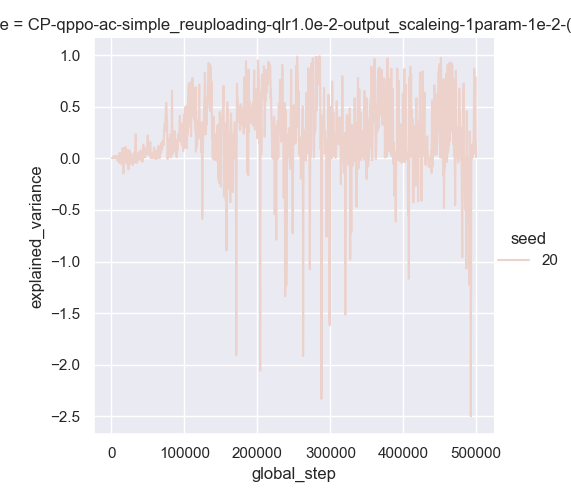 e = CP-qppo-ac-simple_reuploading-qlr1.0e-2-output_scaleing-1param-1e-2-(
1.0
0.5
0.0
−0.5
−1.0
−1.5
−2.0
−2.5
explained_variance
0 100000 200000 300000 400000 500000
global_step
seed
20